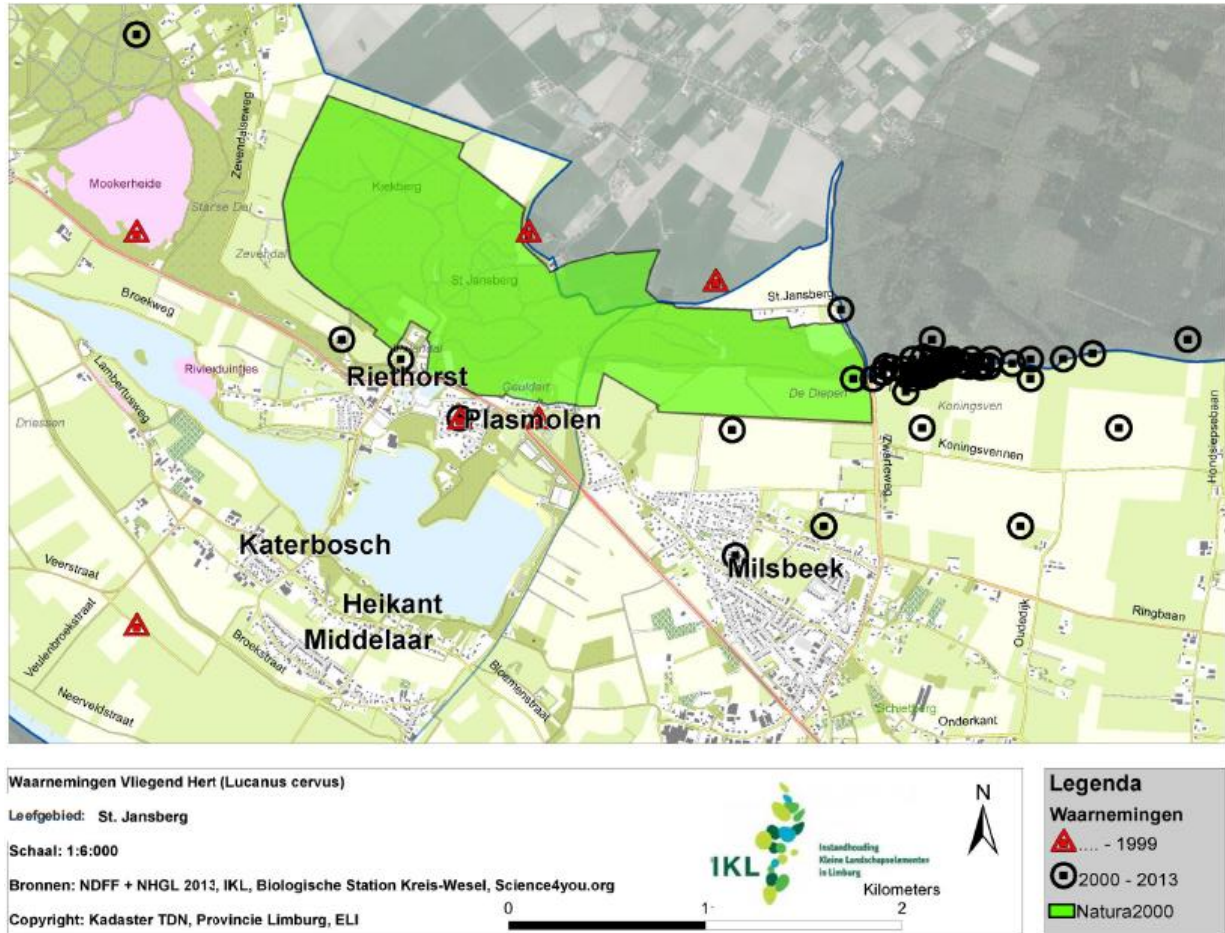 Mookerheide
Zevendalseweg
Kiekberg
Starse Dal
Zevendal
St Jansberg
Broekweg
St.Jansberg
Riethorst
Rivierduintjes
Lambertusweg
Plasmolen
De Diepen
Koningsven
Koningsvennen
Zwarteweg
Hondsiepsebaan
Driessen
Katerbosch
Milsbeek
Veerstraat
Heikant
Middelaar
Veulenbroekstraat
Broekstraat
Bloemenstraat
Neerveldstraat
Ringbaan
Oudedijk
Schietberg
Onderkant
Waarnemingen Vliegend Hert (Lucanus cervus)
Leefgebied: St. Jansberg
Schaal: 1:6:000
Bronnen: NDFF + NHGL 2013, IKL, Biologische Station Kreis-Wesel, Science4you.org
Copyright: Kadaster TDN, Provincie Limburg, ELI
IKL
Instandhouding
Kleine Landschapselementen
in Limburg
N
Kilometers
0 1 2
Legenda
Waarnemingen
.... - 1999
2000 - 2013
Natura2000